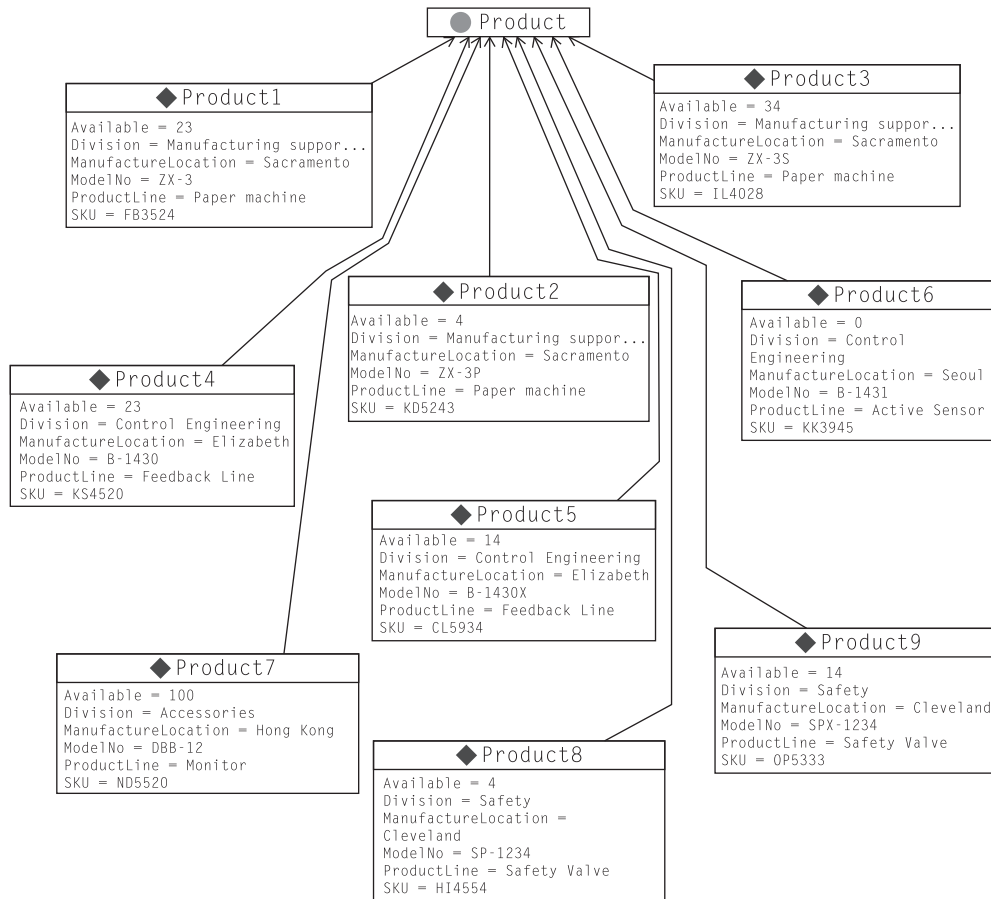 Product
Product1
Available = 23
Division = Manufacturing suppor...
ManufactureLocation = Sacramento
ModelNo = ZX-3
ProductLine = Paper machine
SKU = FB3524
Product3
Available = 34
Division = Manufacturing suppor...
ManufactureLocation = Sacramento
ModelNo = ZX-3S
ProductLine = Paper machine
SKU = IL4028
Product2
Available = 4
Division = Manufacturing suppor...
ManufactureLocation = Sacramento
ModelNo = ZX-3P
ProductLine = Paper machine
SKU = KD5243
Product6
Available = 0
Division = Control
Engineering
ManufactureLocation = Seoul
ModelNo = B-1431
ProductLine = Active Sensor
SKU = KK3945
Product4
Available = 23
Division = Control Engineering
ManufactureLocation = Elizabeth
ModelNo = B-1430
ProductLine = Feedback Line
SKU = KS4520
Product5
Available = 14
Division = Control Engineering
ManufactureLocation = Elizabeth
ModelNo = B-1430X
ProductLine = Feedback Line
SKU = CL5934
Product9
Available = 14
Division = Safety
ManufactureLocation = Cleveland
ModelNo = SPX-1234
ProductLine = Safety Valve
SKU = OP5333
Product7
Available = 100
Division = Accessories
ManufactureLocation = Hong Kong
ModelNo = DBB-12
ProductLine = Monitor
SKU = ND5520
Product8
Available = 4
Division = Safety
ManufactureLocation =
Cleveland
ModelNo = SP-1234
ProductLine = Safety Valve
SKU = HI4554